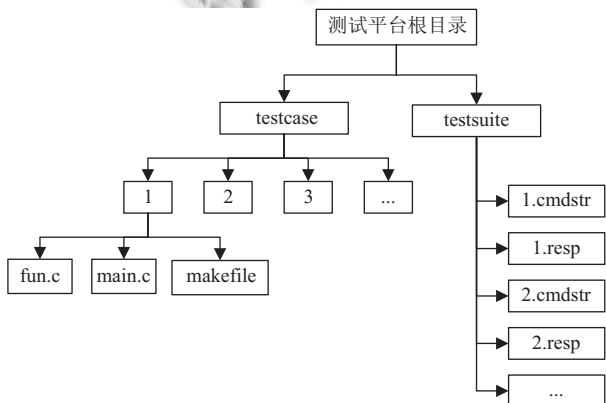 测试平台根目录
testcase
testsuite
1
2
3
...
fun.c
main.c
makefile
1.cmdstr
1.resp
2.cmdstr
2.resp
...